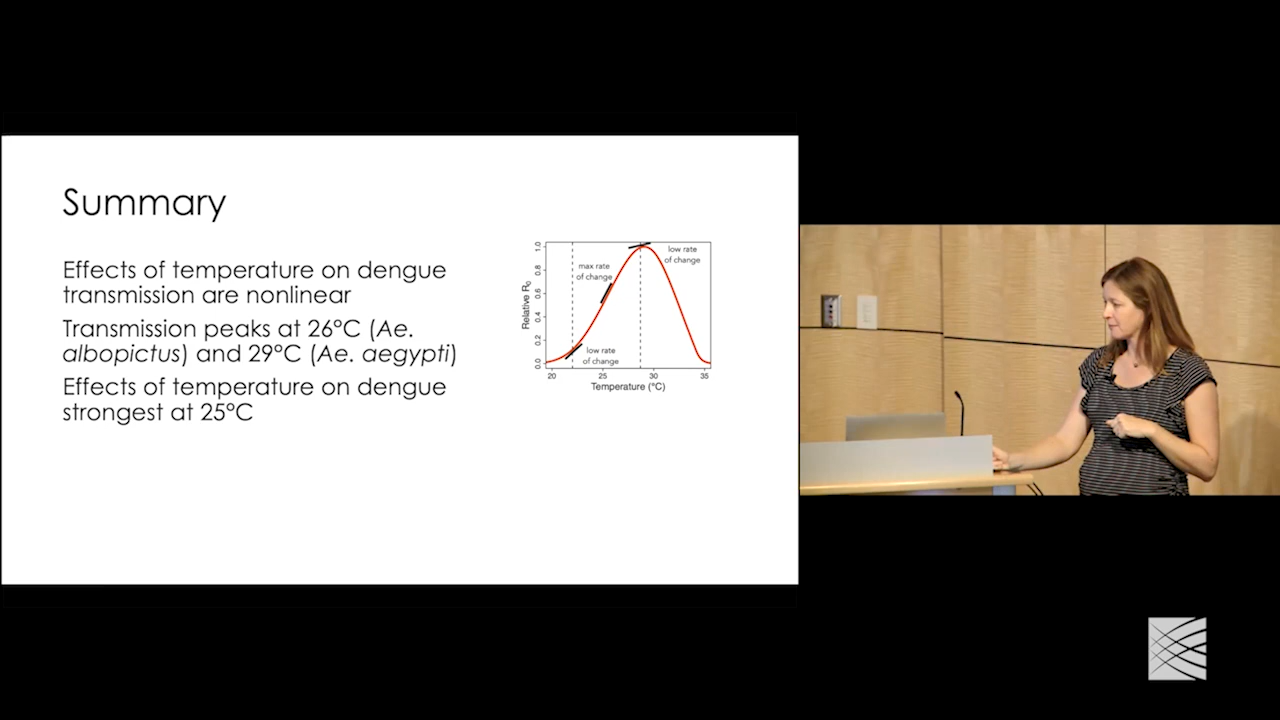 Summary
Effects of temperature on dengue
transmission are nonlinear
Transmission peaks at 26°C (Ae.
albopictus) and 29°C (Ae. aegypti)
Effects of temperature on dengue
strongest at 25°C
low rate
of change
max rate
of change
low rate
of change
Relative R₀
0.0 0.2 0.4 0.6 0.8 1.0
20 25 30 35
Temperature (°C)